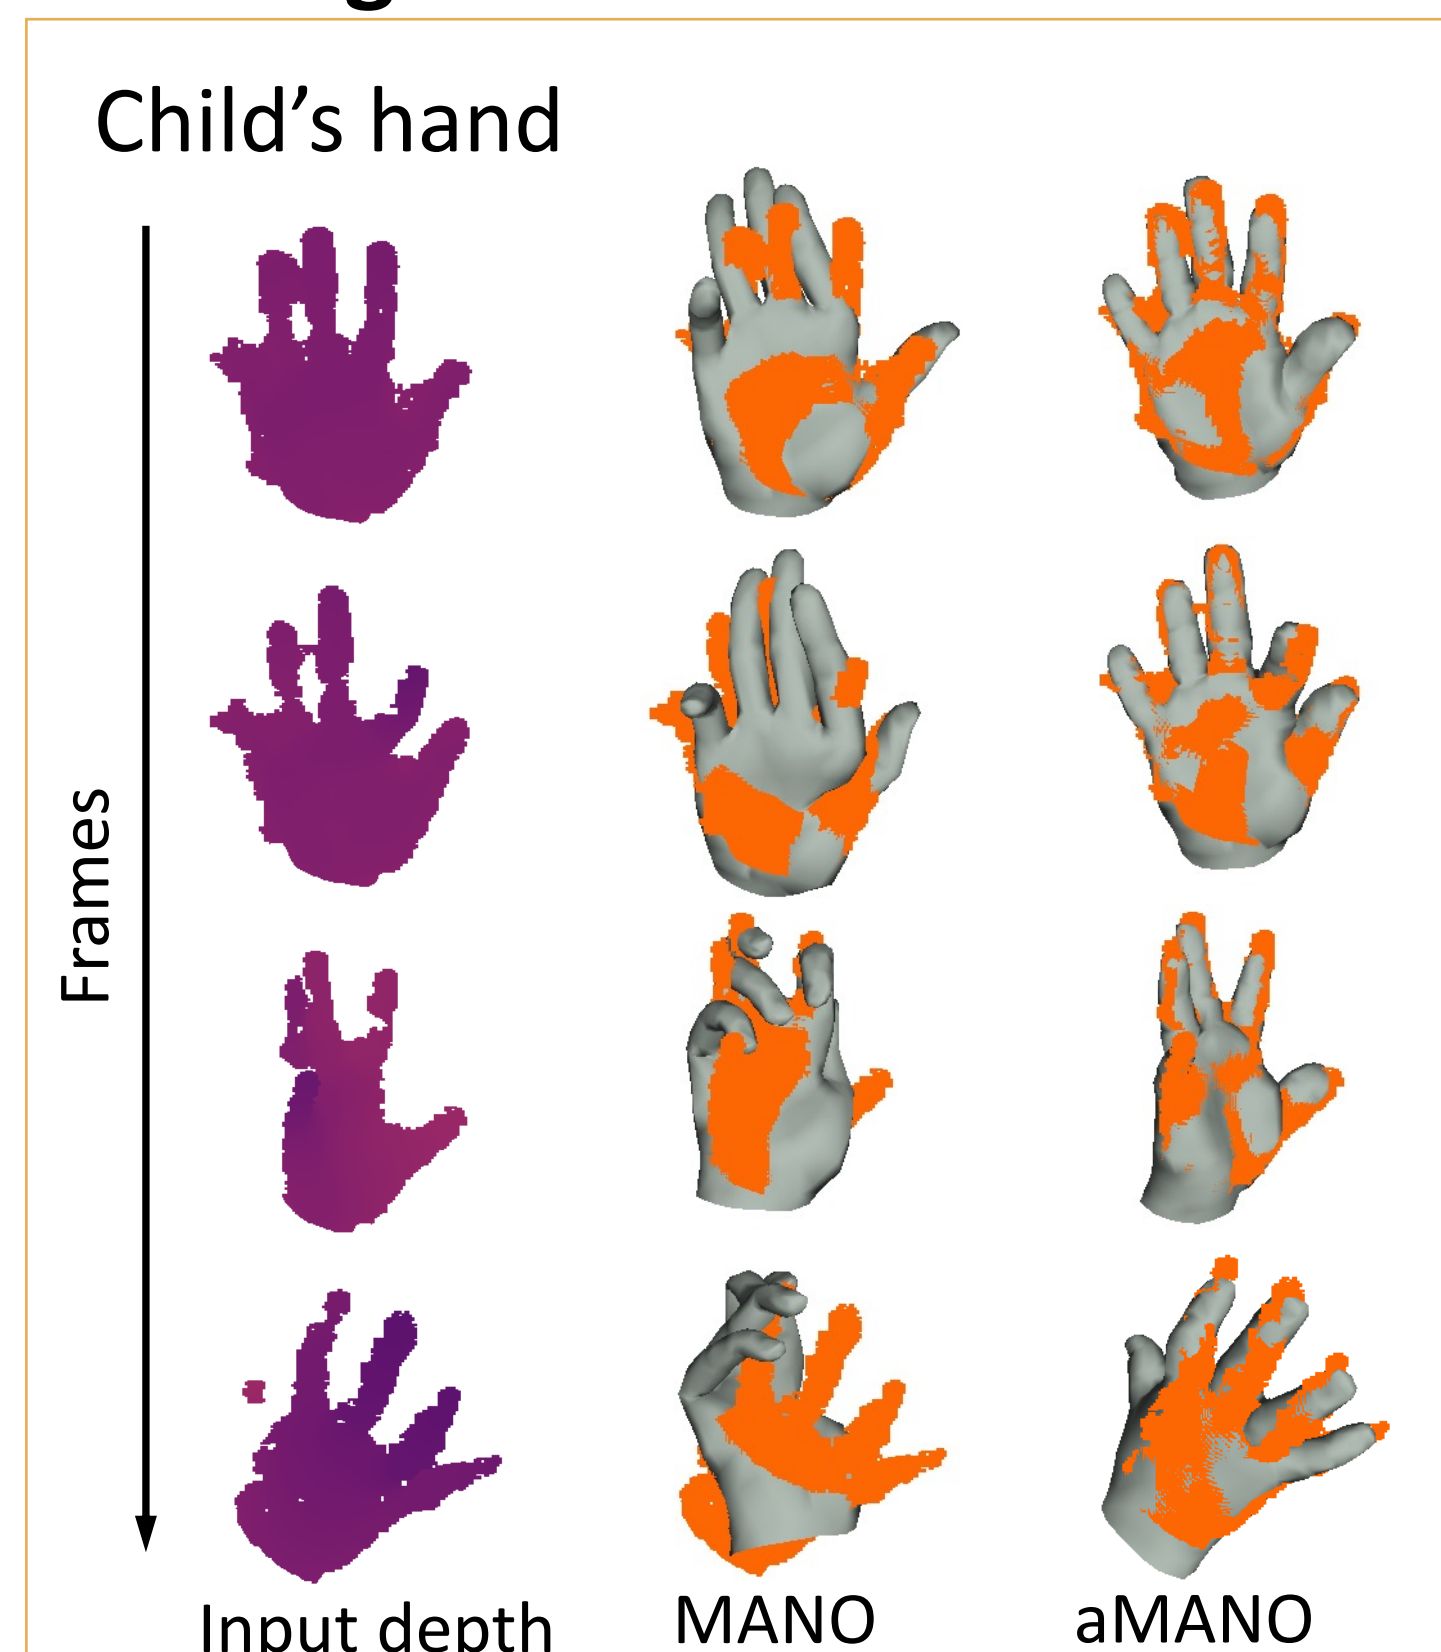 Child’s hand
Frames
Input depth
MANO
aMANO